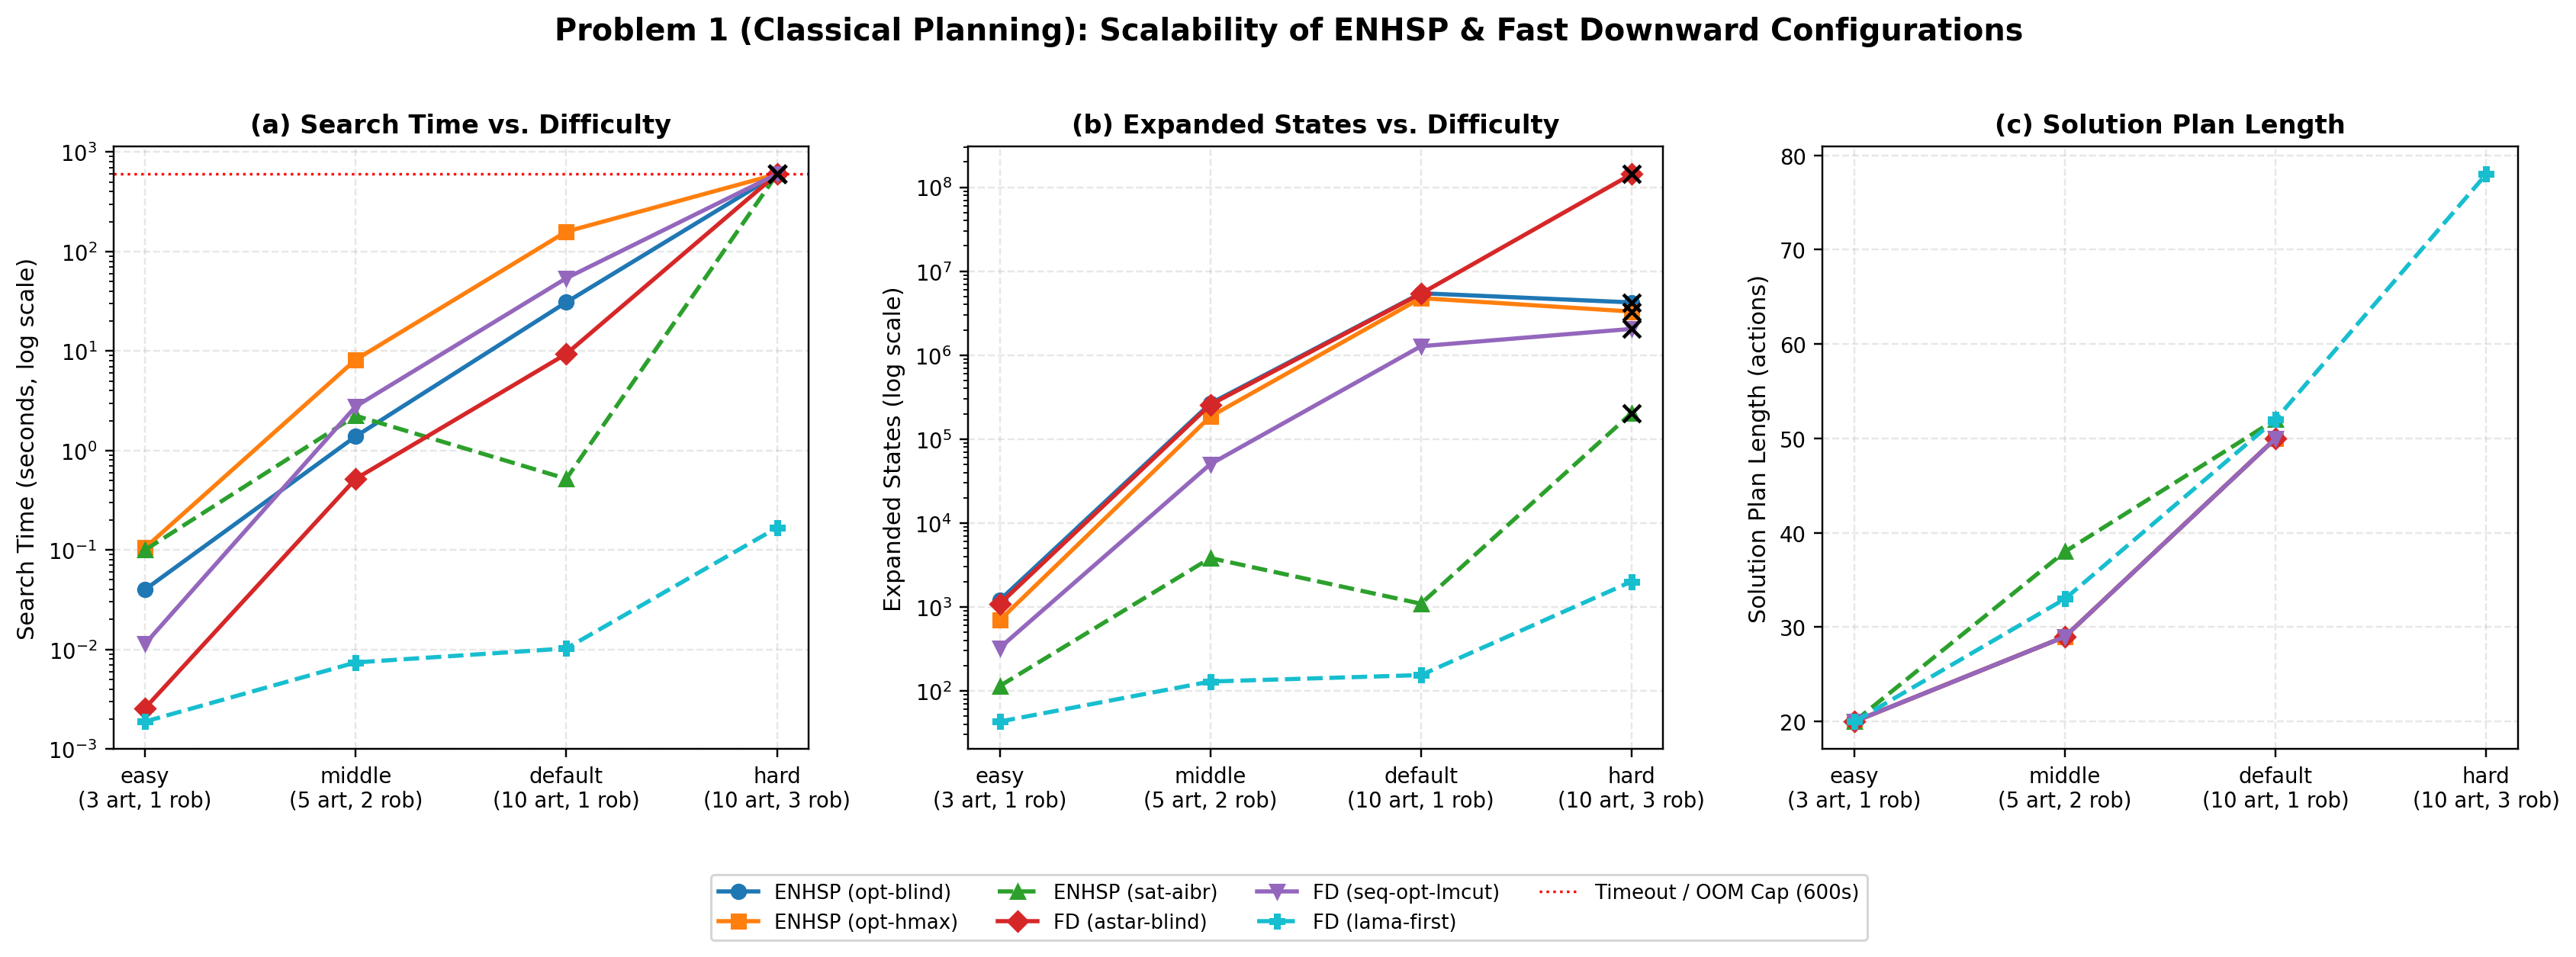 Problem 1 (Classical Planning): Scalability of ENHSP & Fast Downward Configurations
(a) Search Time vs. Difficulty
Search Time (seconds, log scale)
10³
10²
10¹
10⁰
10⁻¹
10⁻²
10⁻³
easy
(3 art, 1 rob)
middle
(5 art, 2 rob)
default
(10 art, 1 rob)
hard
(10 art, 3 rob)
(b) Expanded States vs. Difficulty
Expanded States (log scale)
10⁸
10⁷
10⁶
10⁵
10⁴
10³
10²
easy
(3 art, 1 rob)
middle
(5 art, 2 rob)
default
(10 art, 1 rob)
hard
(10 art, 3 rob)
(c) Solution Plan Length
Solution Plan Length (actions)
80
70
60
50
40
30
20
easy
(3 art, 1 rob)
middle
(5 art, 2 rob)
default
(10 art, 1 rob)
hard
(10 art, 3 rob)
ENHSP (opt-blind)
ENHSP (opt-hmax)
ENHSP (sat-aibr)
FD (astar-blind)
FD (seq-opt-lmcut)
FD (lama-first)
Timeout / OOM Cap (600s)